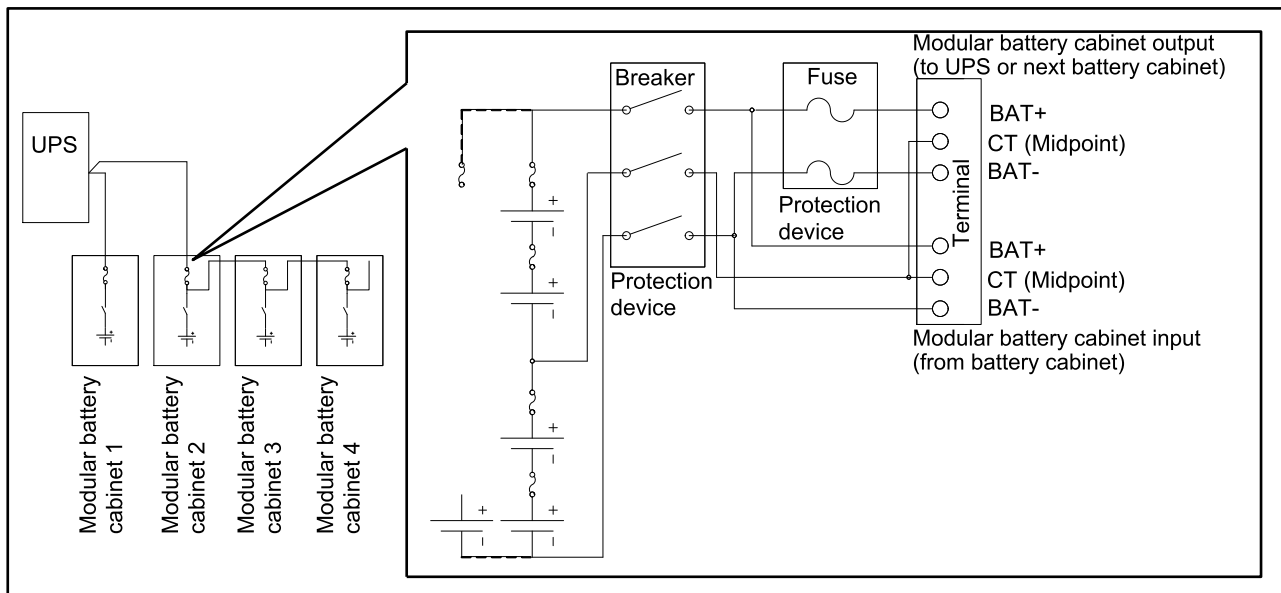 UPS
Modular battery
cabinet 1
Modular battery
cabinet 2
Modular battery
cabinet 3
Modular battery
cabinet 4
+
–
+
–
+
–
+
–
+
–
Breaker
Protection
device
Fuse
Protection
device
Modular battery cabinet output
(to UPS or next battery cabinet)
Terminal
BAT+
CT (Midpoint)
BAT-
BAT+
CT (Midpoint)
BAT-
Modular battery cabinet input
(from battery cabinet)